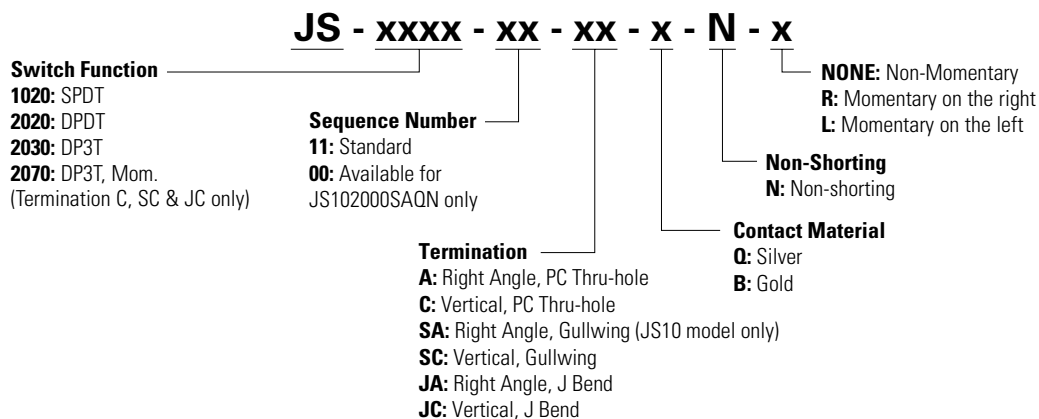 JS - xxxx - xx - xx - x - N - x
Switch Function
1020: SPDT
2020: DPDT
2030: DP3T
2070: DP3T, Mom.
(Termination C, SC & JC only)
Sequence Number
11: Standard
00: Available for
JS102000SAQN only
Termination
A: Right Angle, PC Thru-hole
C: Vertical, PC Thru-hole
SA: Right Angle, Gullwing (JS10 model only)
SC: Vertical, Gullwing
JA: Right Angle, J Bend
JC: Vertical, J Bend
Contact Material
Q: Silver
B: Gold
Non-Shorting
N: Non-shorting
NONE: Non-Momentary
R: Momentary on the right
L: Momentary on the left